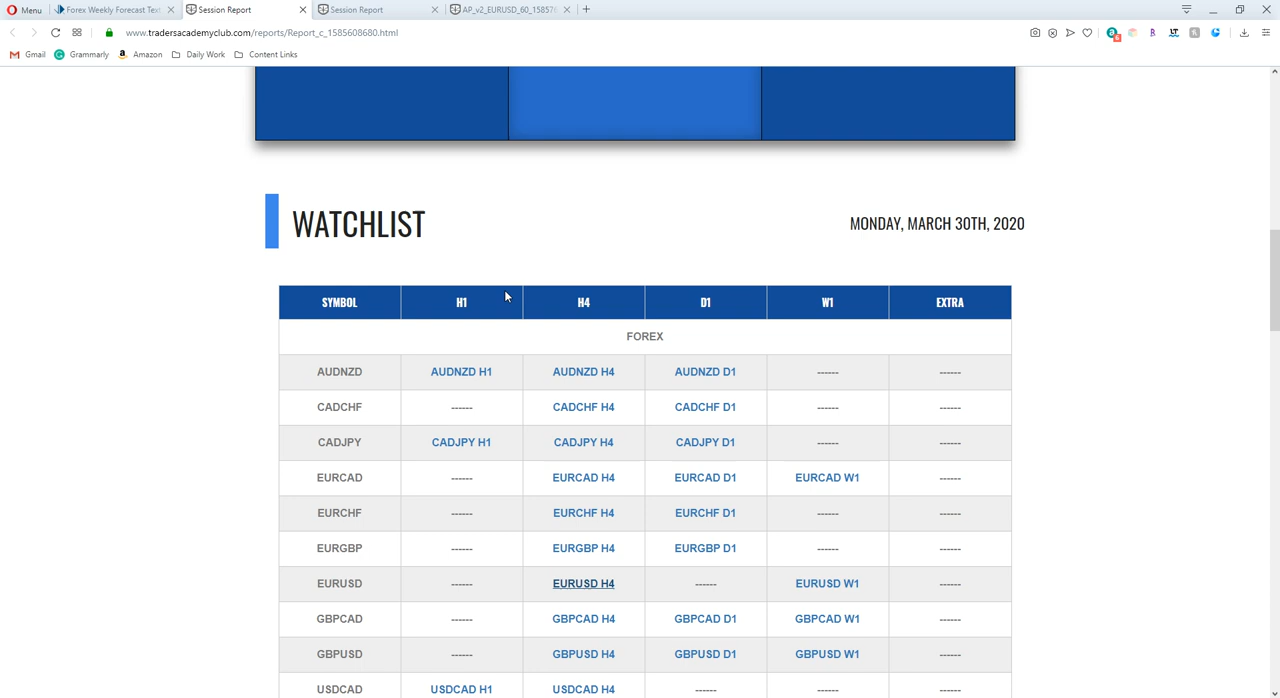 Menu
Forex Weekly Forecast Text
Session Report
Session Report
AP_v2_EURUSD_60_15857
www.tradersacademyclub.com/reports/Report_c_1585608680.html
Gmail
Grammarly
Amazon
Daily Work
Content Links
WATCHLIST
MONDAY, MARCH 30TH, 2020
SYMBOL H1 H4 D1 W1 EXTRA
FOREX
AUDNZD AUDNZD H1 AUDNZD H4 AUDNZD D1 ------ ------
CADCHF ------ CADCHF H4 CADCHF D1 ------ ------
CADJPY CADJPY H1 CADJPY H4 CADJPY D1 ------ ------
EURCAD ------ EURCAD H4 EURCAD D1 EURCAD W1 ------
EURCHF ------ EURCHF H4 EURCHF D1 ------ ------
EURGBP ------ EURGBP H4 EURGBP D1 ------ ------
EURUSD ------ EURUSD H4 ------ EURUSD W1 ------
GBPCAD ------ GBPCAD H4 GBPCAD D1 GBPCAD W1 ------
GBPUSD ------ GBPUSD H4 GBPUSD D1 GBPUSD W1 ------
USDCAD USDCAD H1 USDCAD H4 ------ ------ ------